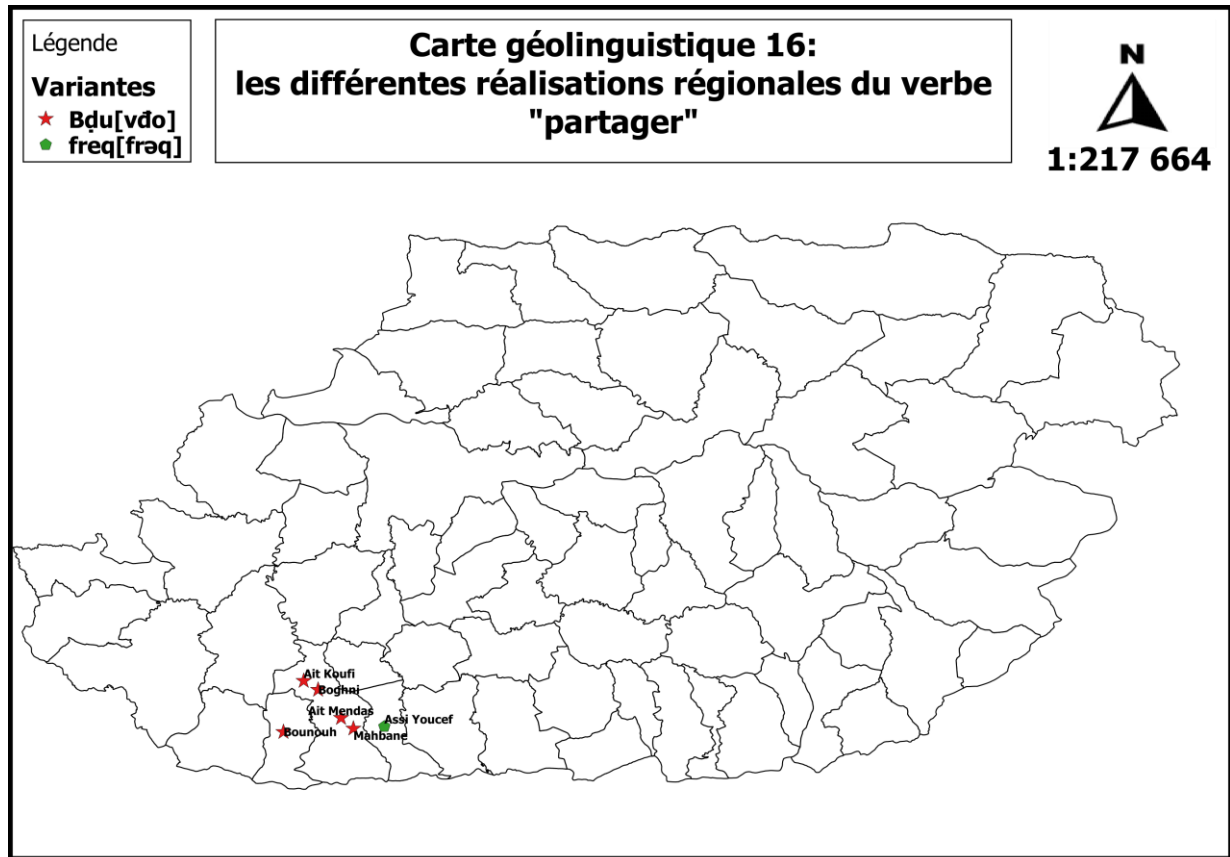 Légende
Variantes
Bḍu[vđo]
freq[frəq]
Carte géolinguistique 16:
les différentes réalisations régionales du verbe
"partager"
N
1:217 664
Ait Koufi
Boghni
Ait Mendas
Assi Youcef
Bounouh
Mahbane